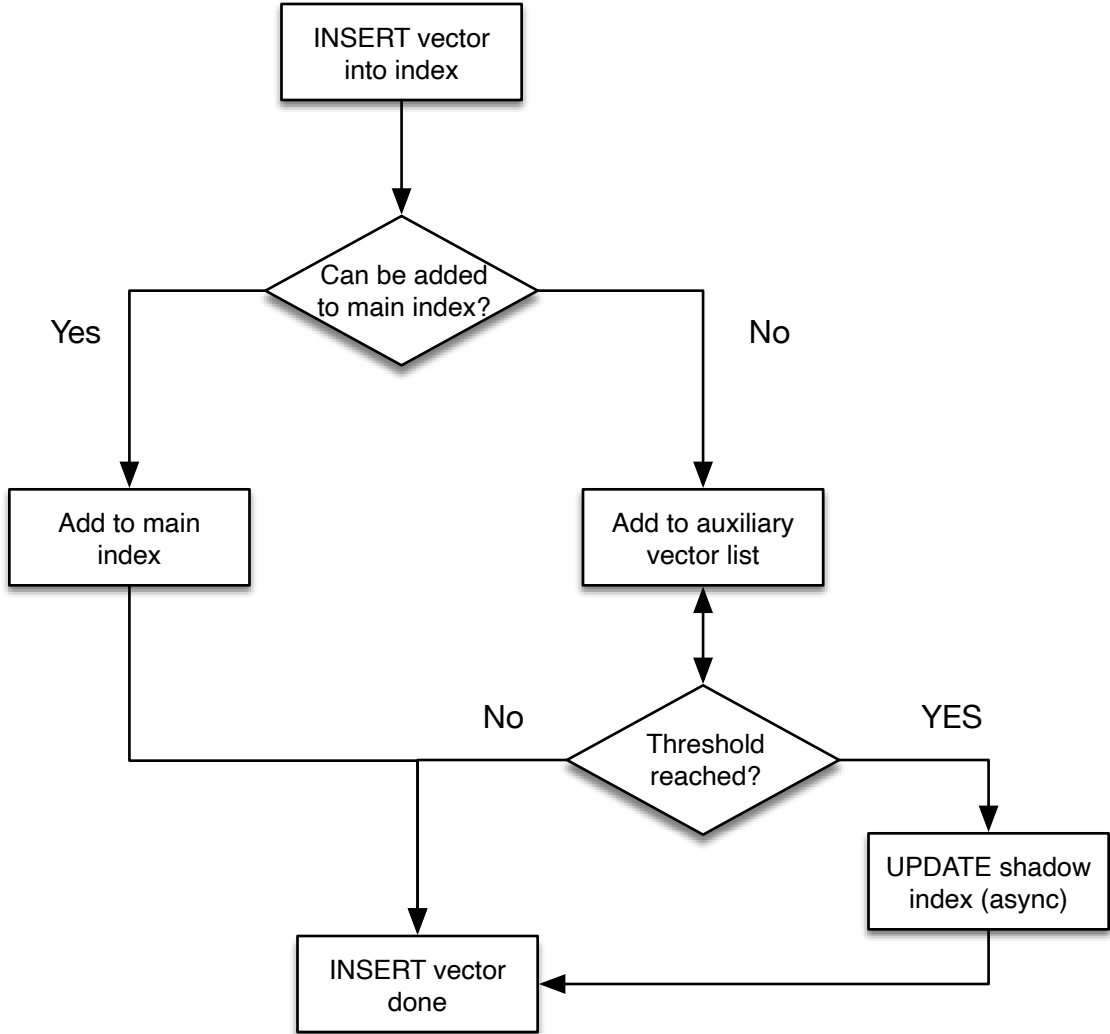 INSERT vector
into index
Can be added
to main index?
Yes
No
Add to main
index
Add to auxiliary
vector list
No
YES
Threshold
reached?
UPDATE shadow
index (async)
INSERT vector
done